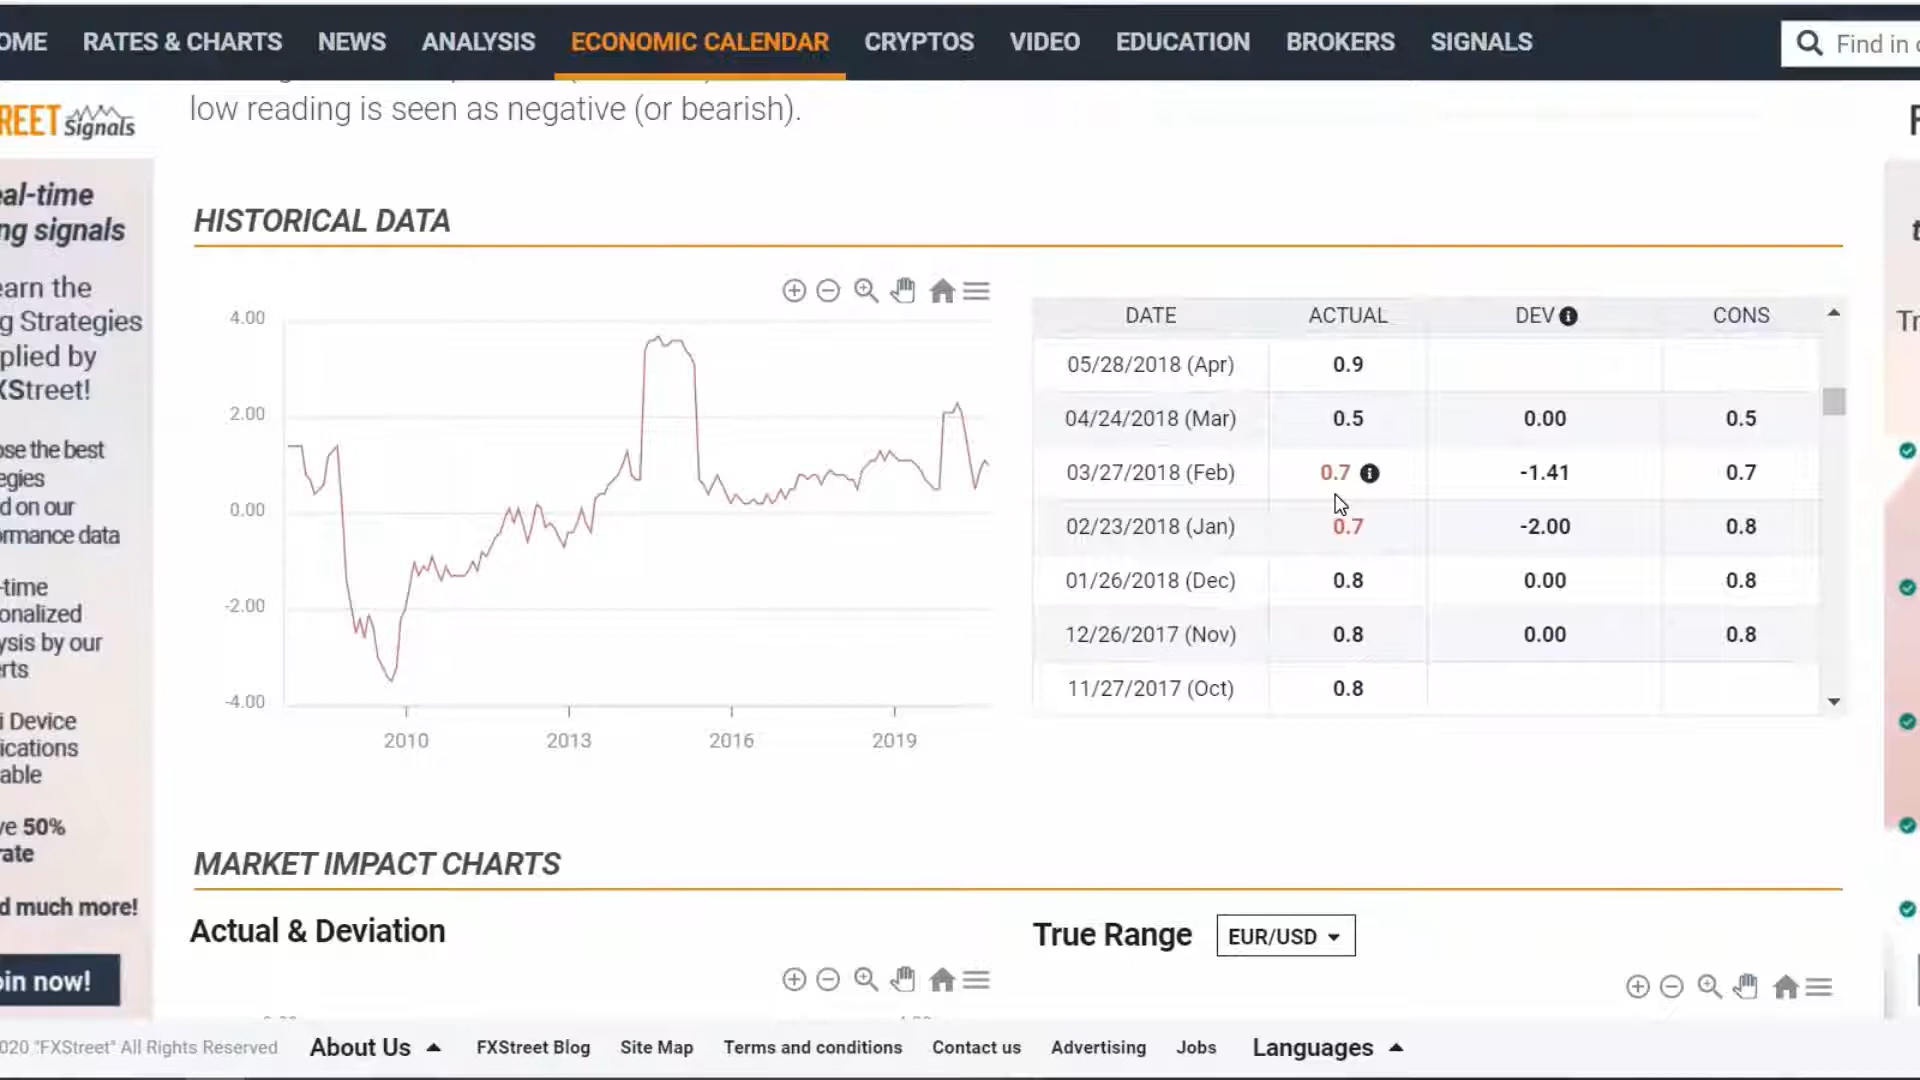 OME RATES & CHARTS NEWS ANALYSIS ECONOMIC CALENDAR CRYPTOS VIDEO EDUCATION BROKERS SIGNALS Find in
low reading is seen as negative (or bearish).
REET Signals
eal-time
ng signals
earn the
g Strategies
plied by
XStreet!
ose the best
egies
d on our
ormance data
-time
onalized
ysis by our
rts
i Device
ications
able
ve 50%
rate
d much more!
oin now!
HISTORICAL DATA
4.00
2.00
0.00
-2.00
-4.00
2010 2013 2016 2019
DATE ACTUAL DEV CONS
05/28/2018 (Apr) 0.9
04/24/2018 (Mar) 0.5 0.00 0.5
03/27/2018 (Feb) 0.7 -1.41 0.7
02/23/2018 (Jan) 0.7 -2.00 0.8
01/26/2018 (Dec) 0.8 0.00 0.8
12/26/2017 (Nov) 0.8 0.00 0.8
11/27/2017 (Oct) 0.8
Tr
MARKET IMPACT CHARTS
Actual & Deviation
True Range EUR/USD
020 "FXStreet" All Rights Reserved About Us FXStreet Blog Site Map Terms and conditions Contact us Advertising Jobs Languages